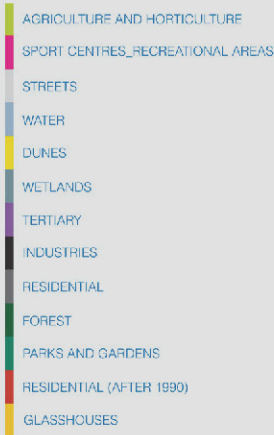 AGRICULTURE AND HORTICULTURE
SPORT CENTRES_RECREATIONAL AREAS
STREETS
WATER
DUNES
WETLANDS
TERTIARY
INDUSTRIES
RESIDENTIAL
FOREST
PARKS AND GARDENS
RESIDENTIAL (AFTER 1990)
GLASSHOUSES